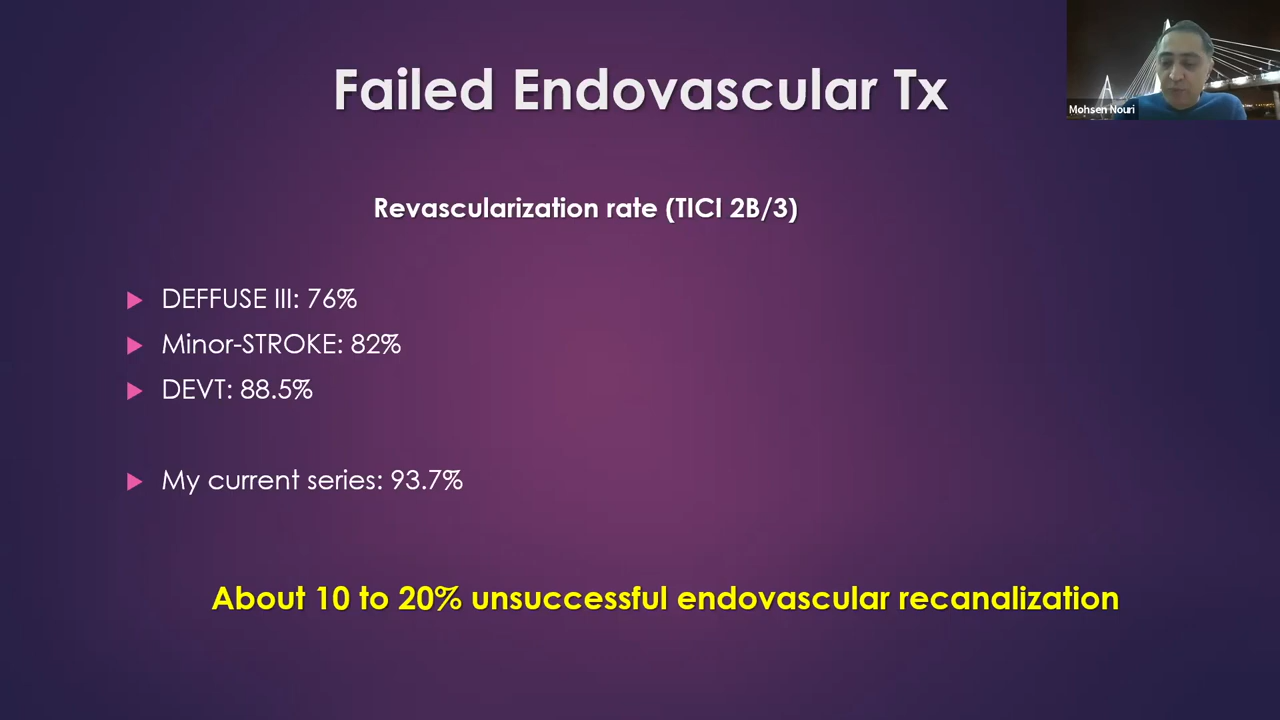 Failed Endovascular Tx
Mohsen Nouri
Revascularization rate (TICI 2B/3)
DEFFUSE III: 76%
Minor-STROKE: 82%
DEVT: 88.5%
My current series: 93.7%
About 10 to 20% unsuccessful endovascular recanalization